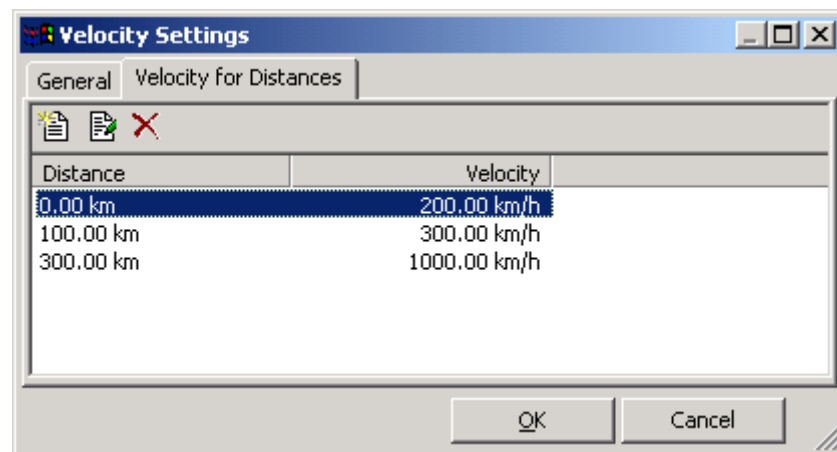 Velocity Settings
General Velocity for Distances
Distance Velocity
0.00 km 200.00 km/h
100.00 km 300.00 km/h
300.00 km 1000.00 km/h
OK Cancel